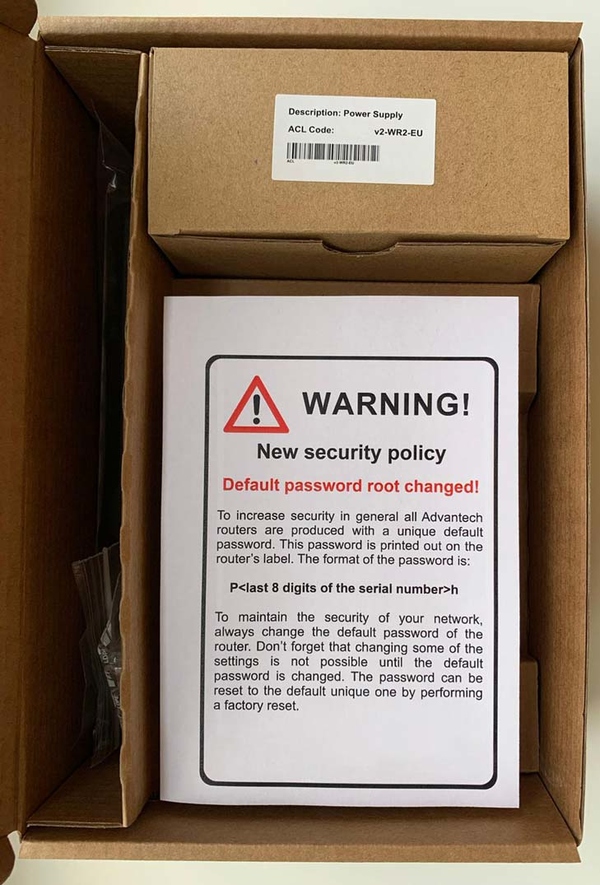 Description: Power Supply
ACL Code: v2-WR2-EU
ACL v2-WR2-EU
WARNING!
New security policy
Default password root changed!
To increase security in general all Advantech
routers are produced with a unique default
password. This password is printed out on the
router's label. The format of the password is:
P<last 8 digits of the serial number>h
To maintain the security of your network,
always change the default password of the
router. Don't forget that changing some of the
settings is not possible until the default
password is changed. The password can be
reset to the default unique one by performing
a factory reset.